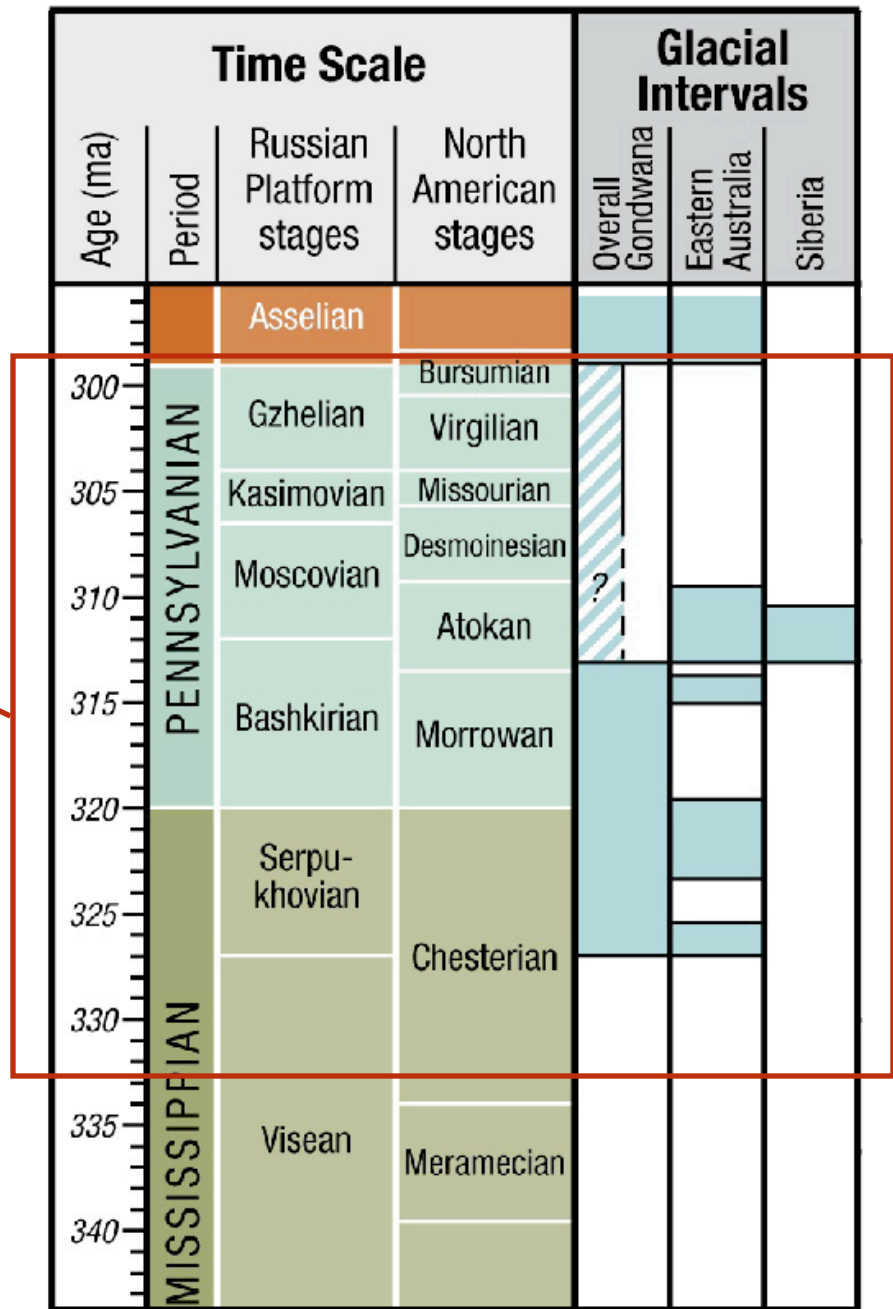 Time Scale
Glacial
Intervals
Age (ma)
Period
Russian
Platform
stages
North
American
stages
Overall
Gondwana
Eastern
Australia
Siberia
Asselian
Bursumian
300
Gzhelian
Virgilian
305
Kasimovian
Missourian
Desmoinesian
Moscovian
310
?
Atokan
PENNSYLVANIAN
315
Bashkirian
Morrowan
320
Serpu-
khovian
325
Chesterian
330
MISSISSIPPIAN
335
Visean
Meramecian
340